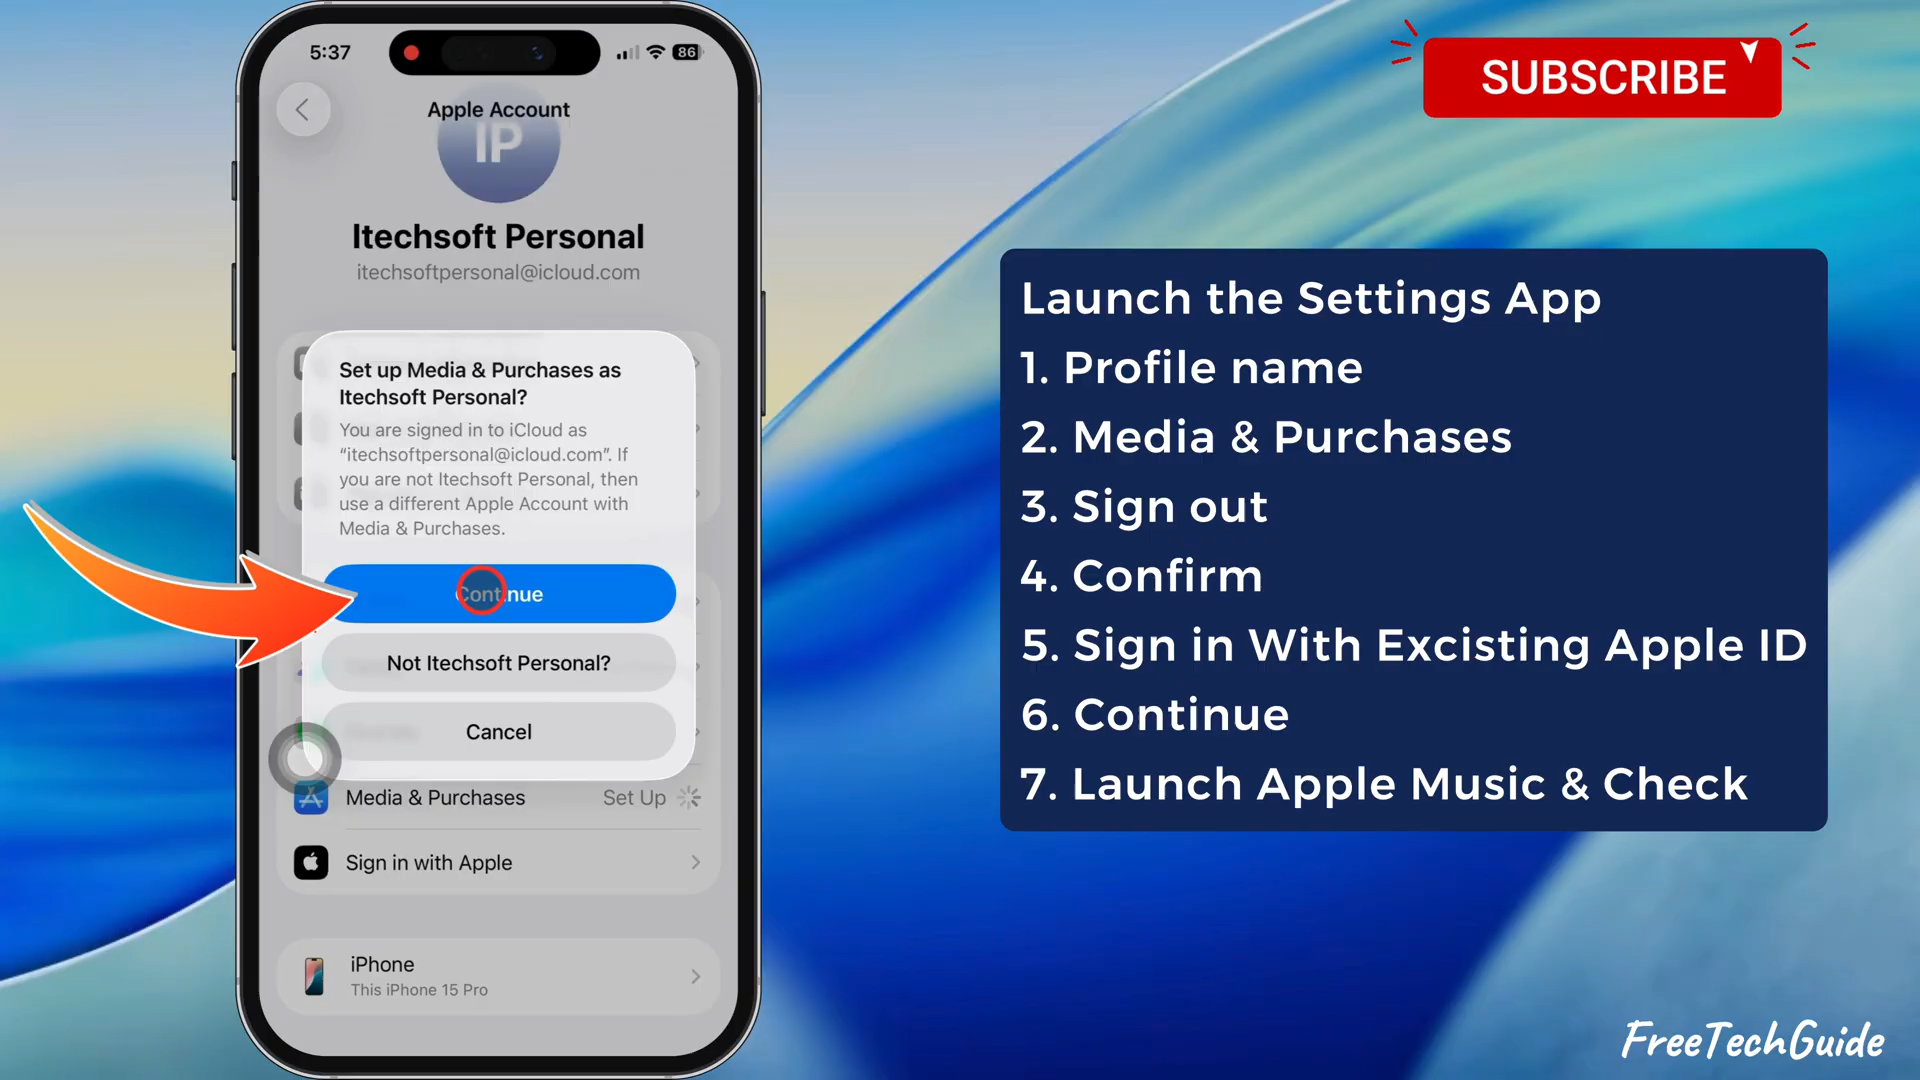 5:37
86
Apple Account
IP
Itechsoft Personal
itechsoftpersonal@icloud.com
Set up Media & Purchases as
Itechsoft Personal?
You are signed in to iCloud as
“itechsoftpersonal@icloud.com”. If
you are not Itechsoft Personal, then
use a different Apple Account with
Media & Purchases.
Continue
Not Itechsoft Personal?
Cancel
Media & Purchases Set Up
Sign in with Apple
iPhone
This iPhone 15 Pro
SUBSCRIBE
Launch the Settings App
1. Profile name
2. Media & Purchases
3. Sign out
4. Confirm
5. Sign in With Excisting Apple ID
6. Continue
7. Launch Apple Music & Check
FreeTechGuide